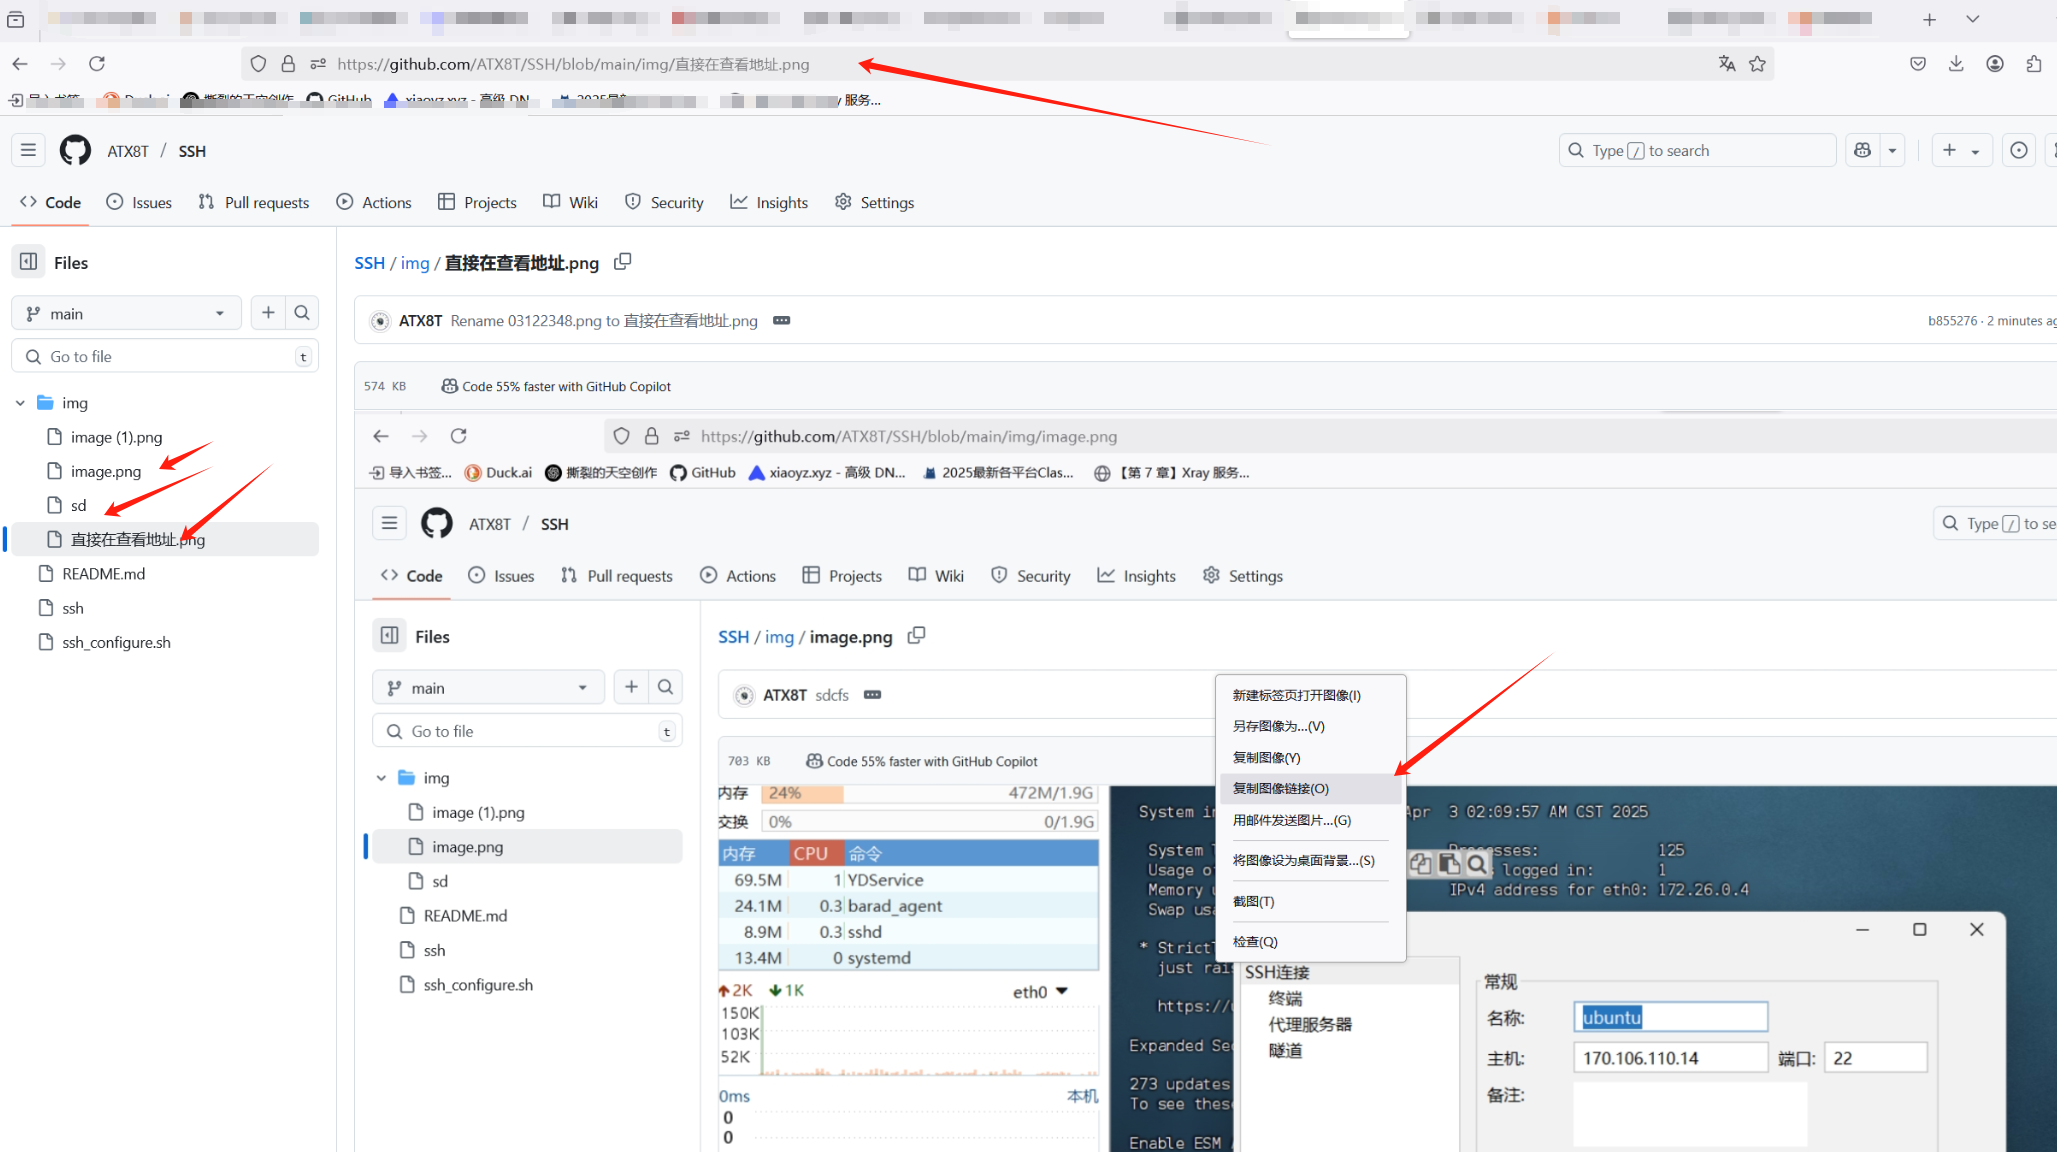 https://github.com/ATX8T/SSH/blob/main/img/直接在查看地址.png
GitHub
服务...
ATX8T / SSH
Type / to search
Code
Issues
Pull requests
Actions
Projects
Wiki
Security
Insights
Settings
Files
main
Go to file
t
img
image (1).png
image.png
sd
直接在查看地址.png
README.md
ssh
ssh_configure.sh
SSH / img / 直接在查看地址.png
ATX8T Rename 03122348.png to 直接在查看地址.png
b855276 · 2 minutes ag
574 KB
Code 55% faster with GitHub Copilot
https://github.com/ATX8T/SSH/blob/main/img/image.png
导入书签...
Duck.ai
撕裂的天空创作
GitHub
xiaoyz.xyz - 高级 DN...
2025最新各平台Clas...
【第 7 章】Xray 服务...
ATX8T / SSH
Type / to se
Code
Issues
Pull requests
Actions
Projects
Wiki
Security
Insights
Settings
Files
main
Go to file
t
img
image (1).png
image.png
sd
README.md
ssh
ssh_configure.sh
SSH / img / image.png
ATX8T sdcfs
703 KB
Code 55% faster with GitHub Copilot
新建标签页打开图像(I)
另存图像为...(V)
复制图像(Y)
复制图像链接(O)
用邮件发送图片...(G)
将图像设为桌面背景...(S)
截图(T)
检查(Q)
内存 24% 472M/1.9G
交换 0% 0/1.9G
内存 CPU 命令
69.5M 1 YDService
24.1M 0.3 barad_agent
8.9M 0.3 sshd
13.4M 0 systemd
2K 1K eth0
150K
103K
52K
0ms 本机
0
0
System in
Apr 3 02:09:57 AM CST 2025
System l
Processes: 125
Usage o
logged in: 1
Memory u
IPv4 address for eth0: 172.26.0.4
Swap usa
* Strict
just rai
https://u
Expanded Sec
273 updates
To see these
Enable ESM
SSH连接
终端
代理服务器
隧道
常规
名称: ubuntu
主机: 170.106.110.14 端口: 22
备注: